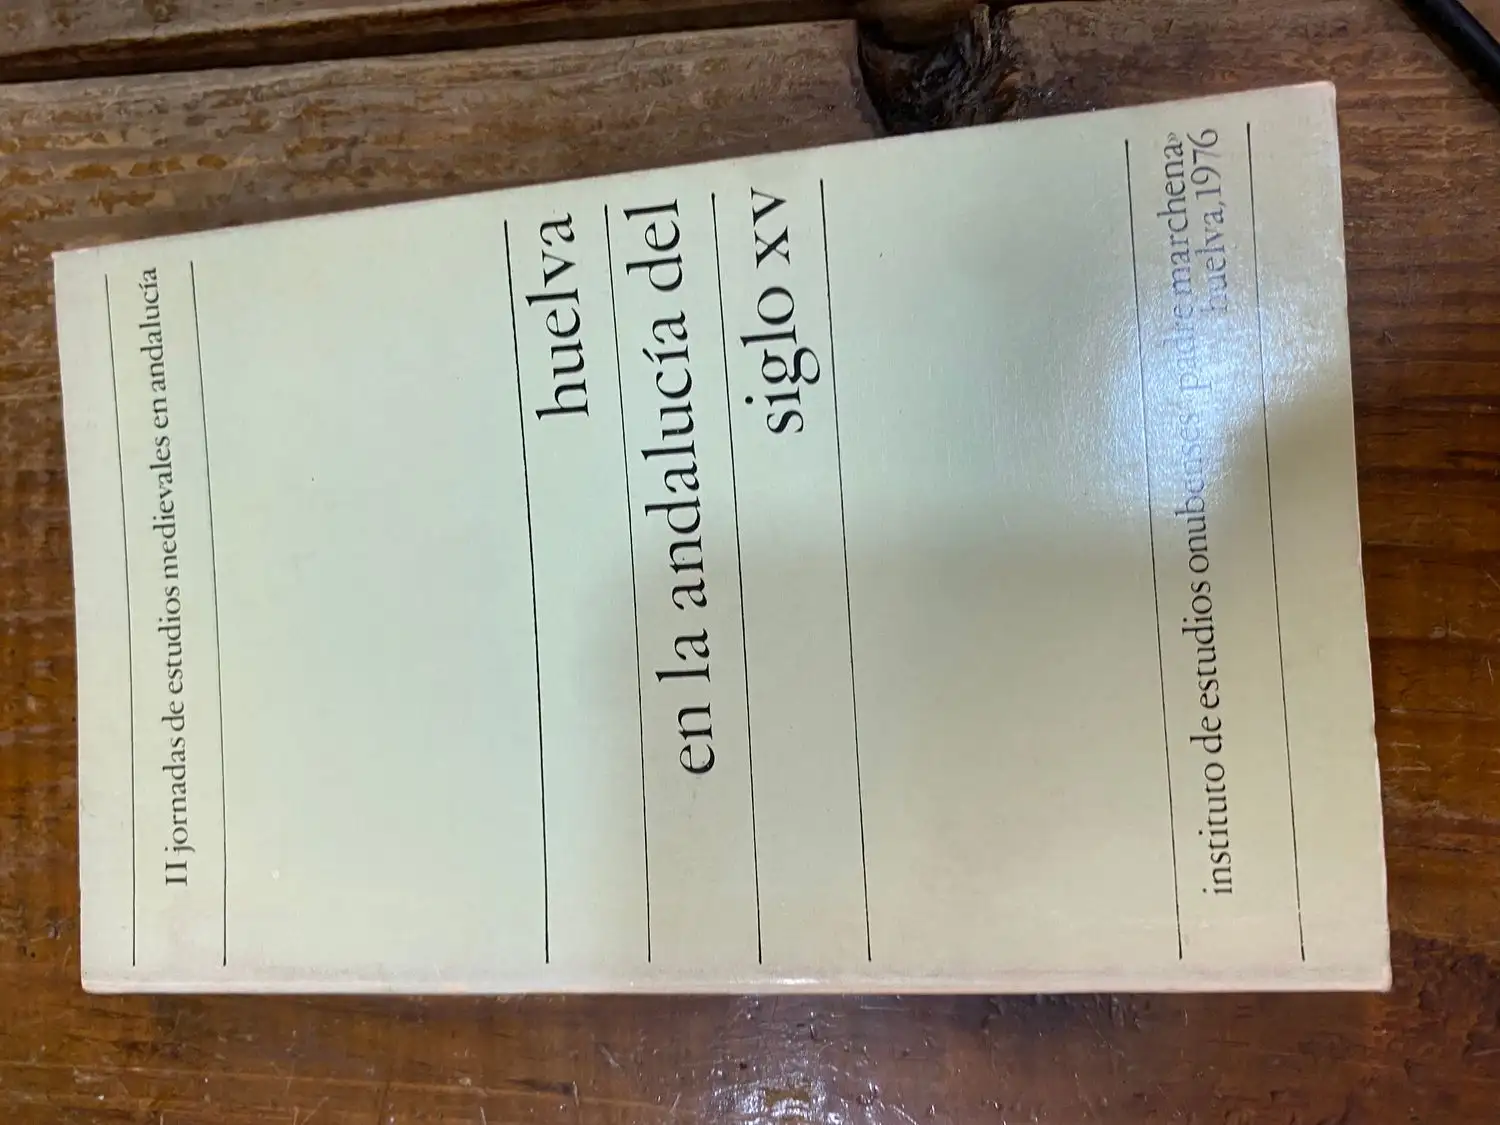 II jornadas de estudios medievales en andalucía
huelva
en la andalucía del
siglo xv
instituto de estudios onubenses «padre marchena»
huelva, 1976